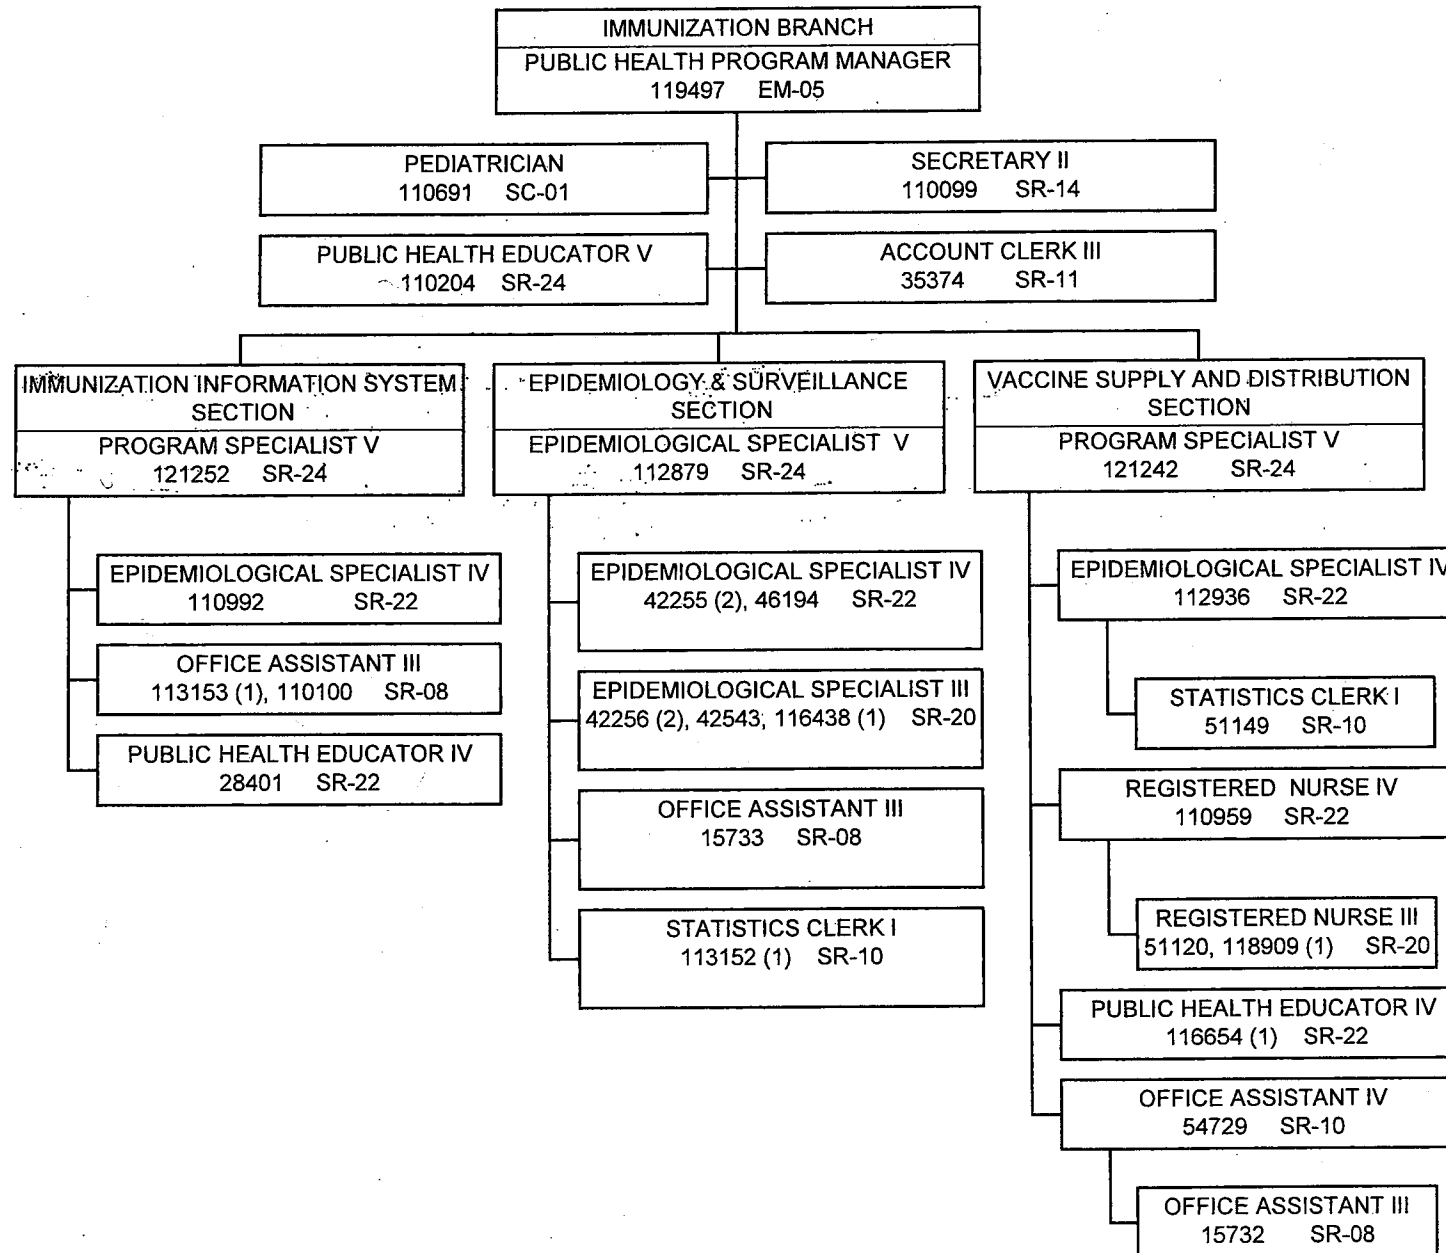 IMMUNIZATION BRANCH
PUBLIC HEALTH PROGRAM MANAGER
119497 EM-05
PEDIATRICIAN
110691 SC-01
SECRETARY II
110099 SR-14
PUBLIC HEALTH EDUCATOR V
110204 SR-24
ACCOUNT CLERK III
35374 SR-11
IMMUNIZATION INFORMATION SYSTEM
SECTION
PROGRAM SPECIALIST V
121252 SR-24
EPIDEMIOLOGY & SURVEILLANCE
SECTION
EPIDEMIOLOGICAL SPECIALIST V
112879 SR-24
VACCINE SUPPLY AND DISTRIBUTION
SECTION
PROGRAM SPECIALIST V
121242 SR-24
EPIDEMIOLOGICAL SPECIALIST IV
110992 SR-22
OFFICE ASSISTANT III
113153 (1), 110100 SR-08
PUBLIC HEALTH EDUCATOR IV
28401 SR-22
EPIDEMIOLOGICAL SPECIALIST IV
42255 (2), 46194 SR-22
EPIDEMIOLOGICAL SPECIALIST III
42256 (2), 42543, 116438 (1) SR-20
OFFICE ASSISTANT III
15733 SR-08
STATISTICS CLERK I
113152 (1) SR-10
EPIDEMIOLOGICAL SPECIALIST IV
112936 SR-22
STATISTICS CLERK I
51149 SR-10
REGISTERED NURSE IV
110959 SR-22
REGISTERED NURSE III
51120, 118909 (1) SR-20
PUBLIC HEALTH EDUCATOR IV
116654 (1) SR-22
OFFICE ASSISTANT IV
54729 SR-10
OFFICE ASSISTANT III
15732 SR-08